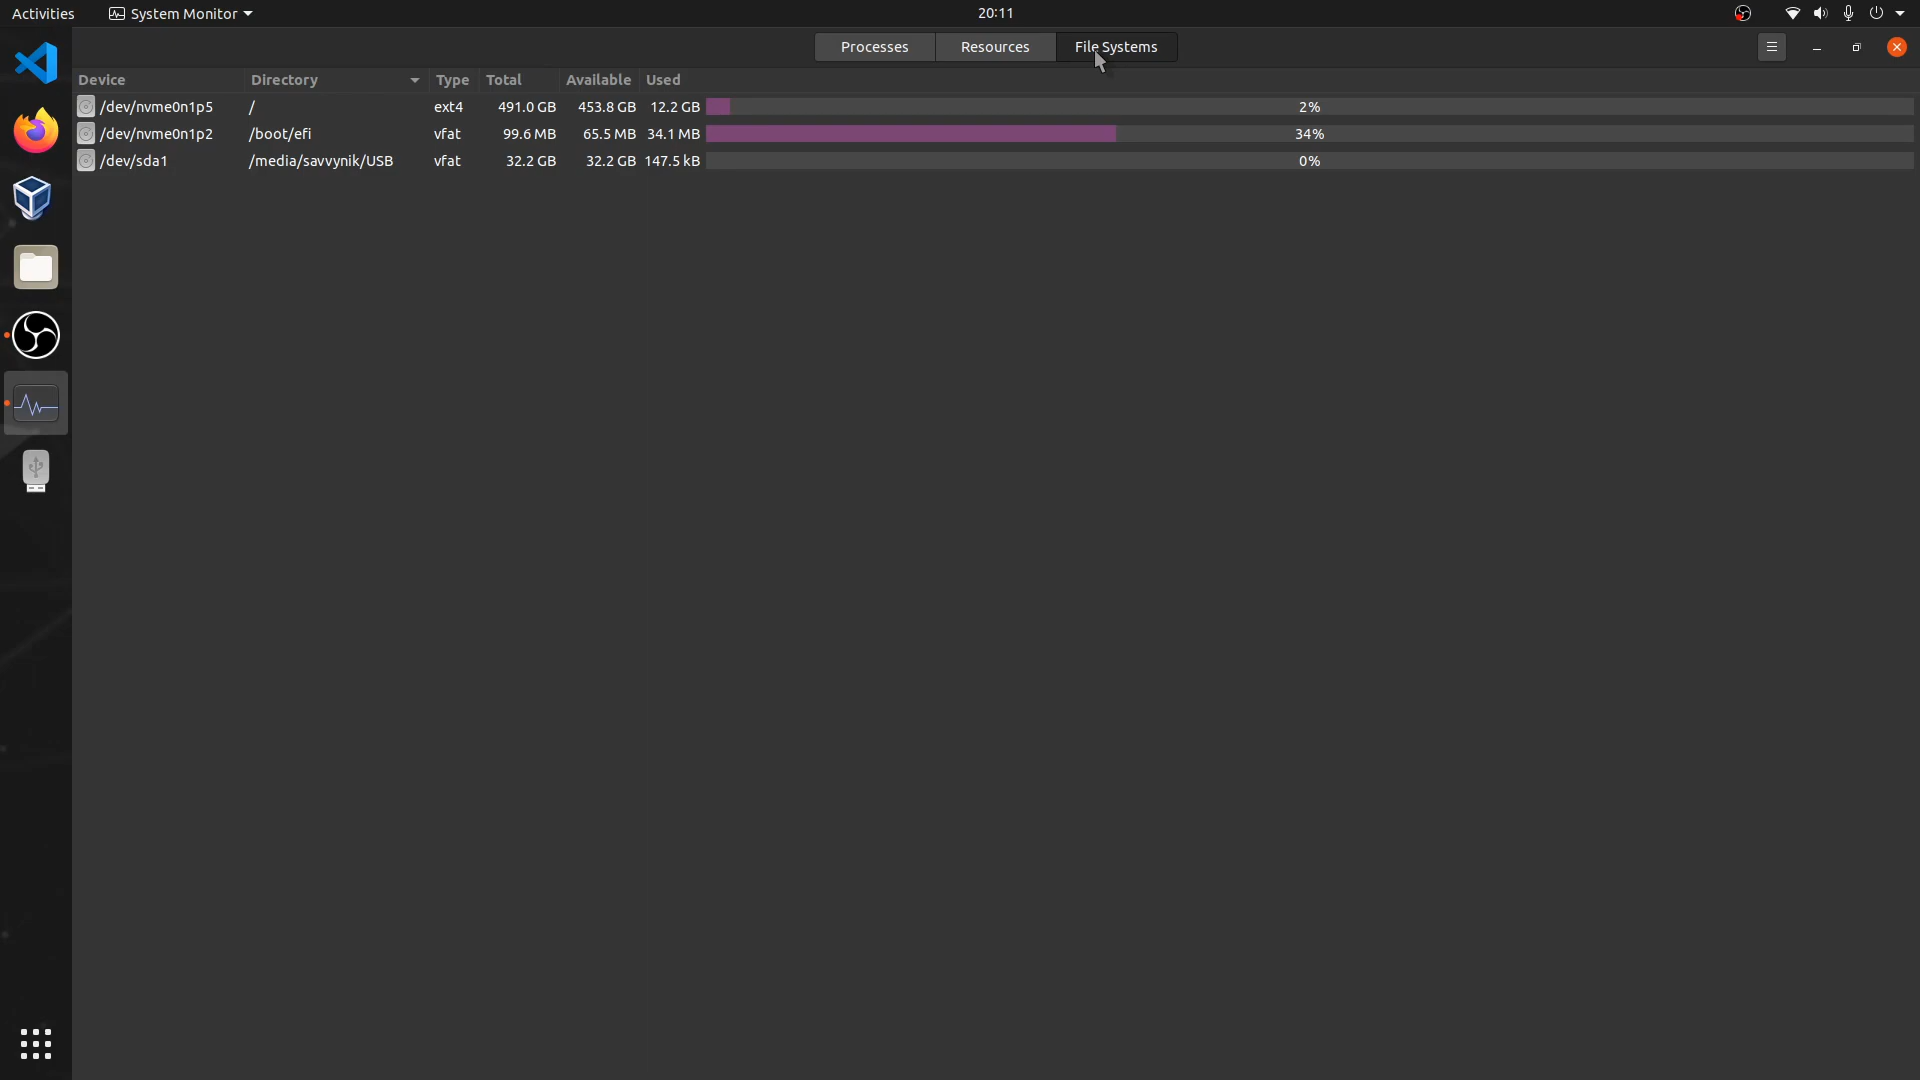 Activities System Monitor 20:11
Processes Resources File Systems
Device Directory Type Total Available Used
/dev/nvme0n1p5 / ext4 491.0 GB 453.8 GB 12.2 GB 2%
/dev/nvme0n1p2 /boot/efi vfat 99.6 MB 65.5 MB 34.1 MB 34%
/dev/sda1 /media/savvynik/USB vfat 32.2 GB 32.2 GB 147.5 kB 0%